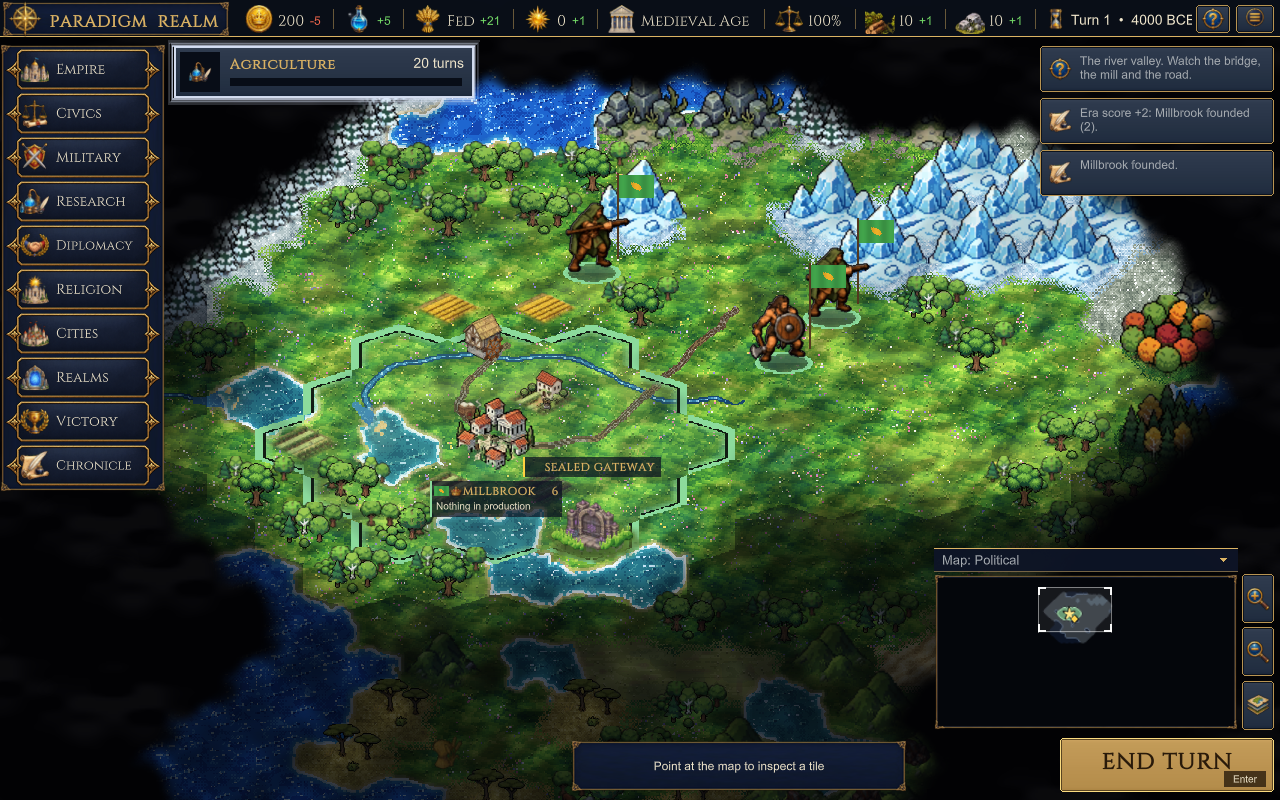 PARADIGM REALM
200 -5
+5
FED +21
0 +1
MEDIEVAL AGE
100%
10 +1
10 +1
Turn 1 • 4000 BCE
EMPIRE
CIVICS
MILITARY
RESEARCH
DIPLOMACY
RELIGION
CITIES
REALMS
VICTORY
CHRONICLE
AGRICULTURE
20 turns
The river valley. Watch the bridge,
the mill and the road.
Era score +2: Millbrook founded
(2).
Millbrook founded.
SEALED GATEWAY
MILLBROOK 6
Nothing in production
Map: Political
Point at the map to inspect a tile
END TURN
Enter